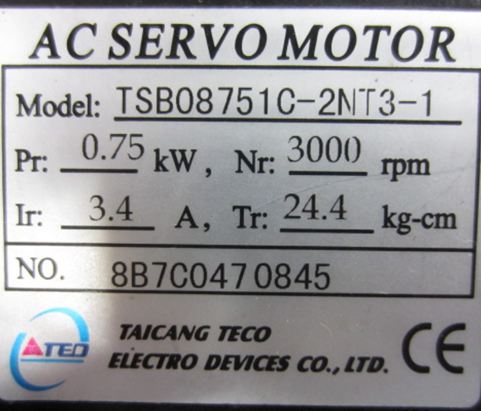 AC SERVO MOTOR
Model: TSB08751C-2NT3-1
Pr: 0.75 kW, Nr: 3000 rpm
Ir: 3.4 A, Tr: 24.4 kg-cm
NO. 8B7C0470845
TED
TAICANG TECO
ELECTRO DEVICES CO., LTD.
CE